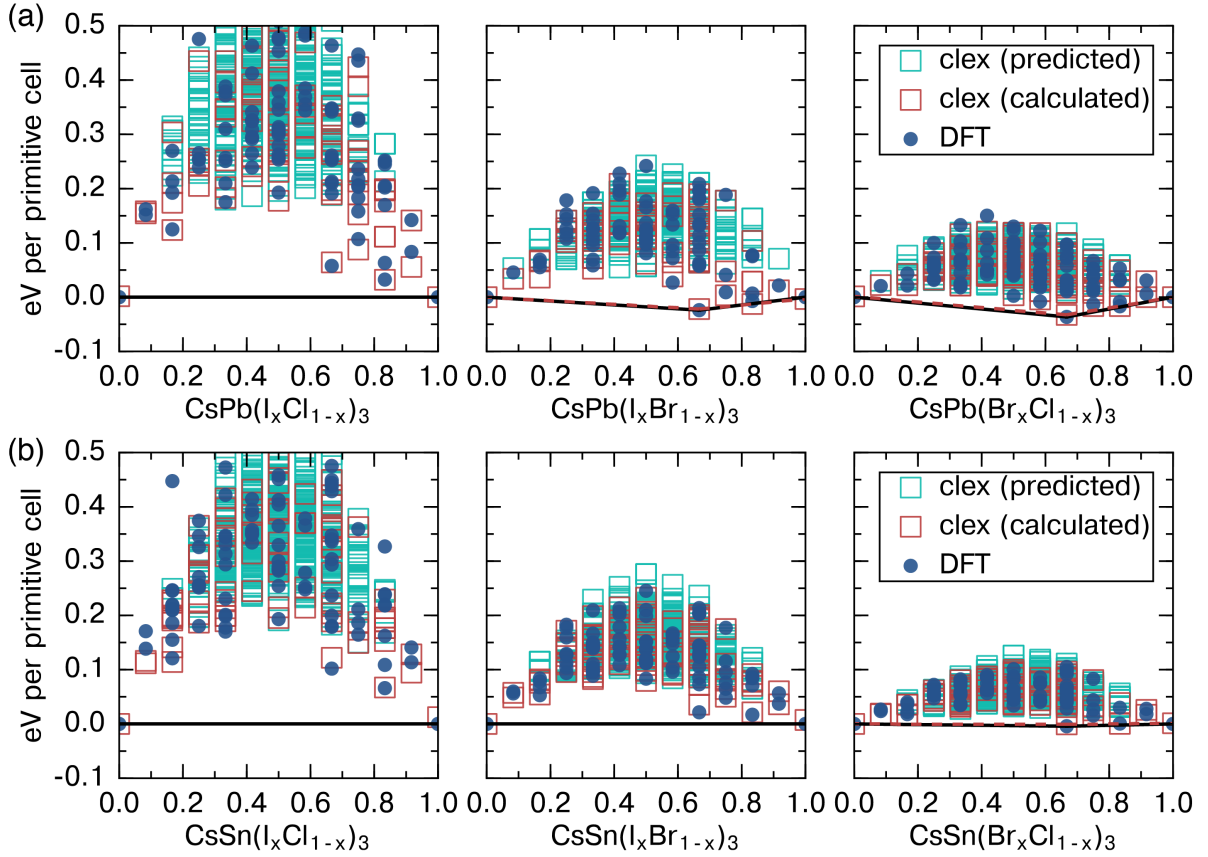 (a)
eV per primitive cell
0.5
0.4
0.3
0.2
0.1
0.0
-0.1
clex (predicted)
clex (calculated)
DFT
0.0 0.2 0.4 0.6 0.8 1.0
0.0 0.2 0.4 0.6 0.8 1.0
0.0 0.2 0.4 0.6 0.8 1.0
CsPb(IₓCl₁₋ₓ)₃
CsPb(IₓBr₁₋ₓ)₃
CsPb(BrₓCl₁₋ₓ)₃
(b)
eV per primitive cell
0.5
0.4
0.3
0.2
0.1
0.0
-0.1
clex (predicted)
clex (calculated)
DFT
0.0 0.2 0.4 0.6 0.8 1.0
0.0 0.2 0.4 0.6 0.8 1.0
0.0 0.2 0.4 0.6 0.8 1.0
CsSn(IₓCl₁₋ₓ)₃
CsSn(IₓBr₁₋ₓ)₃
CsSn(BrₓCl₁₋ₓ)₃